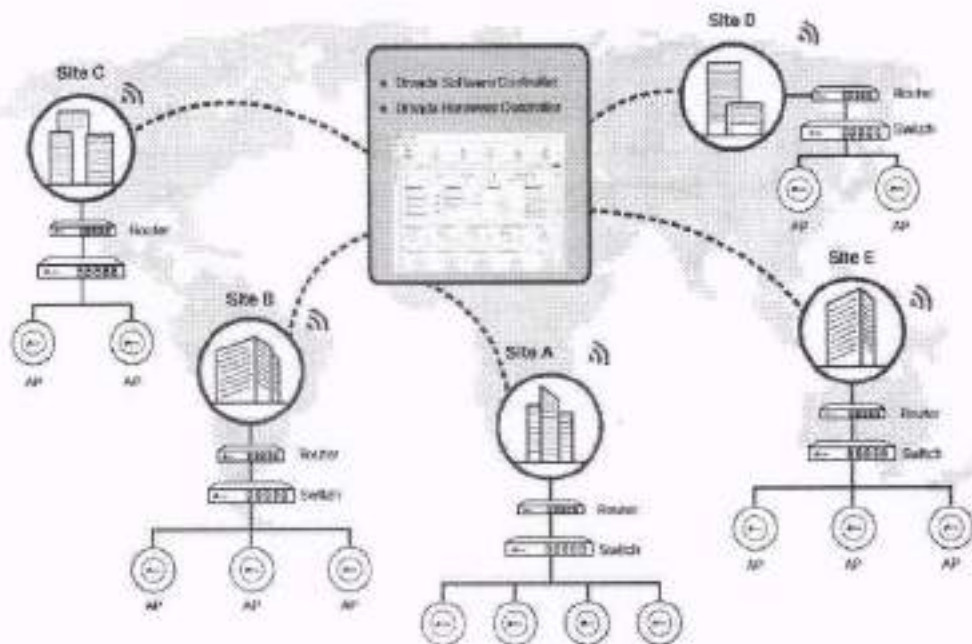 Site D
Site C
Omada Software Controller
Omada Hardware Controller
Router
Switch
Router
AP
AP
Site E
Site B
Site A
AP
AP
Router
Switch
Router
Switch
Router
Switch
AP
AP
AP
AP
AP
AP